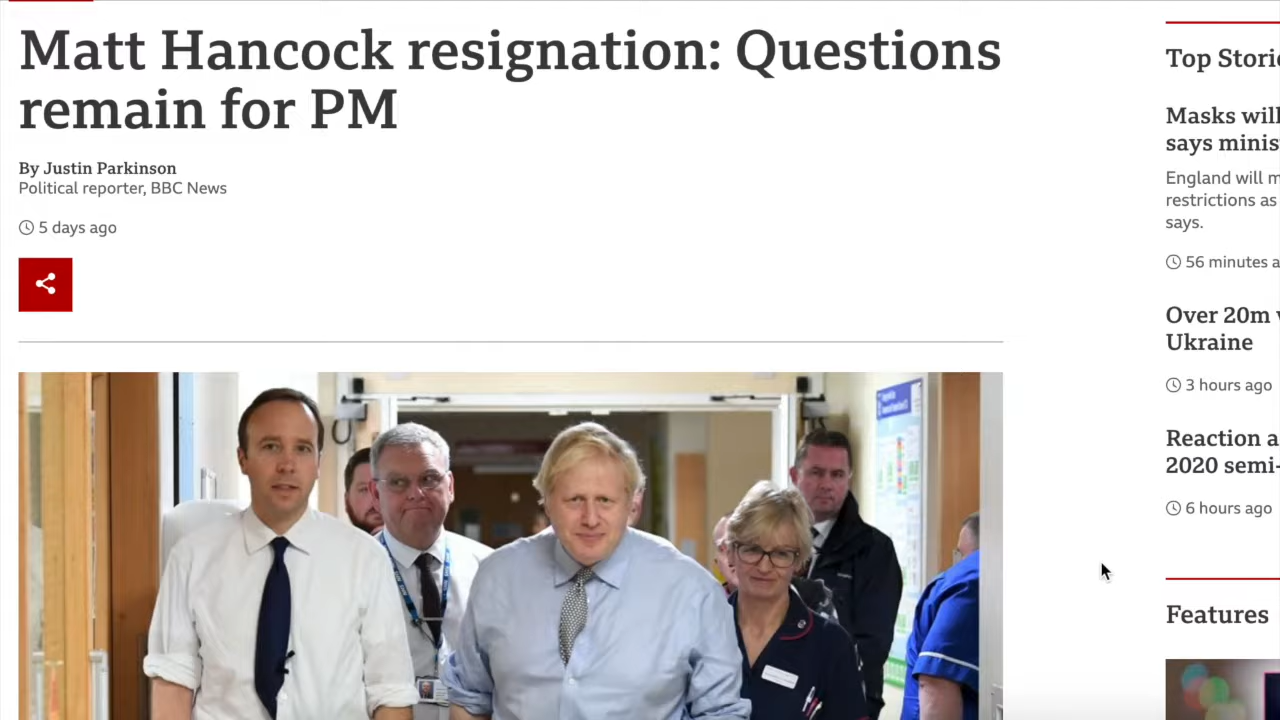 Matt Hancock resignation: Questions
remain for PM
By Justin Parkinson
Political reporter, BBC News
5 days ago
Top Stori
Masks will
says minis
England will m
restrictions as
says.
56 minutes a
Over 20m v
Ukraine
3 hours ago
Reaction a
2020 semi-
6 hours ago
Features